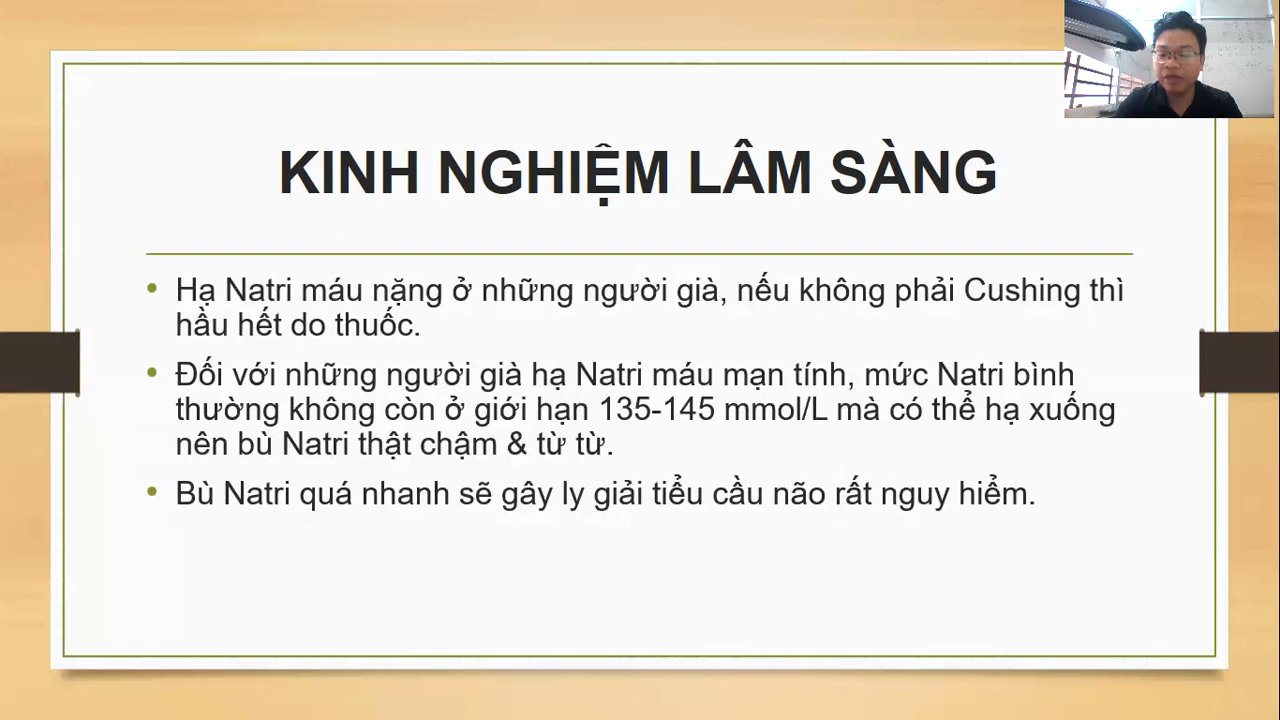 KINH NGHIỆM LÂM SÀNG
• Hạ Natri máu nặng ở những người già, nếu không phải Cushing thì
hầu hết do thuốc.
• Đối với những người già hạ Natri máu mạn tính, mức Natri bình
thường không còn ở giới hạn 135-145 mmol/L mà có thể hạ xuống
nên bù Natri thật chậm & từ từ.
• Bù Natri quá nhanh sẽ gây ly giải tiểu cầu não rất nguy hiểm.